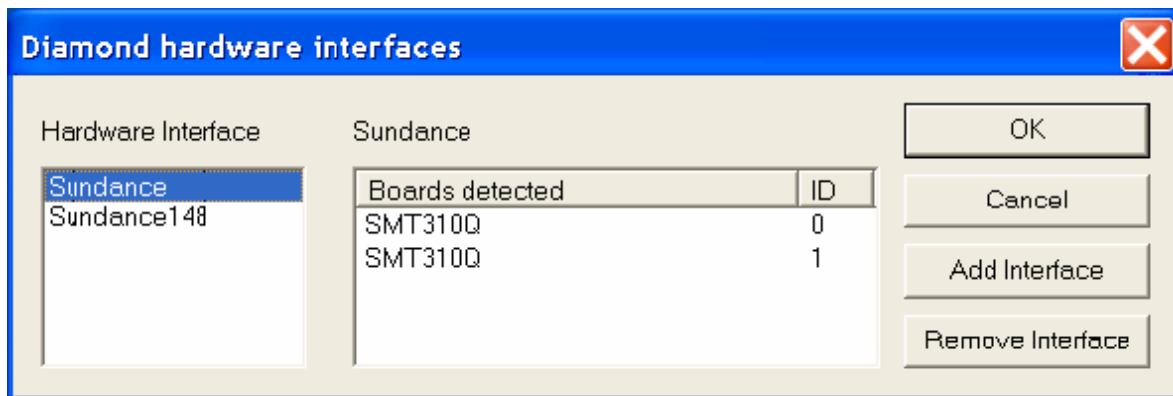 Diamond hardware interfaces
Hardware Interface
Sundance
Sundance148
Sundance
Boards detected ID
SMT310Q 0
SMT310Q 1
OK
Cancel
Add Interface
Remove Interface